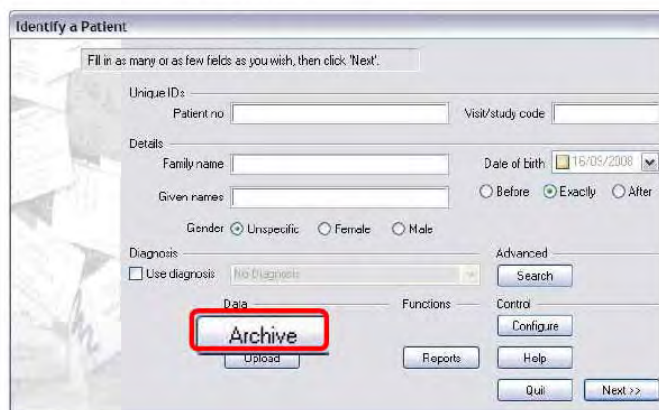 Identify a Patient
Fill in as many or as few fields as you wish, then click 'Next'.
Unique IDs
Patient no Visit/study code
Details
Family name Date of birth 16/09/2008
Given names Before Exactly After
Gender Unspecific Female Male
Diagnosis Advanced
Use diagnosis No Diagnosis Search
Data Functions Control
Archive Configure
Upload Reports Help
Quit Next >>